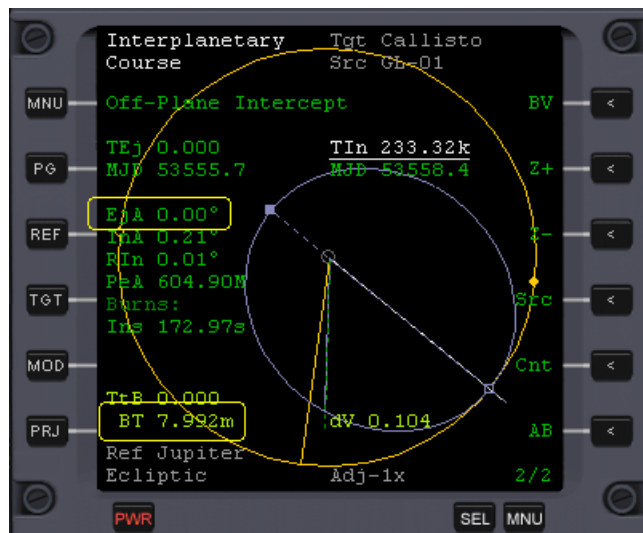 Interplanetary Tgt Callisto
Course Src GL-01
MNU Off-Plane Intercept BV <
TEj 0.000 TIn 233.32k
PG MJD 53555.7 MJD 53558.4 Z+ <
EjA 0.00°
REF InA 0.21° Z- <
RIn 0.01°
PeA 604.90M
TGT Burns: Src <
Ins 172.97s
MOD Cnt <
TtB 0.000
PRJ BT 7.992m dV 0.104 AB <
Ref Jupiter
Ecliptic Adj-1x 2/2
PWR SEL MNU